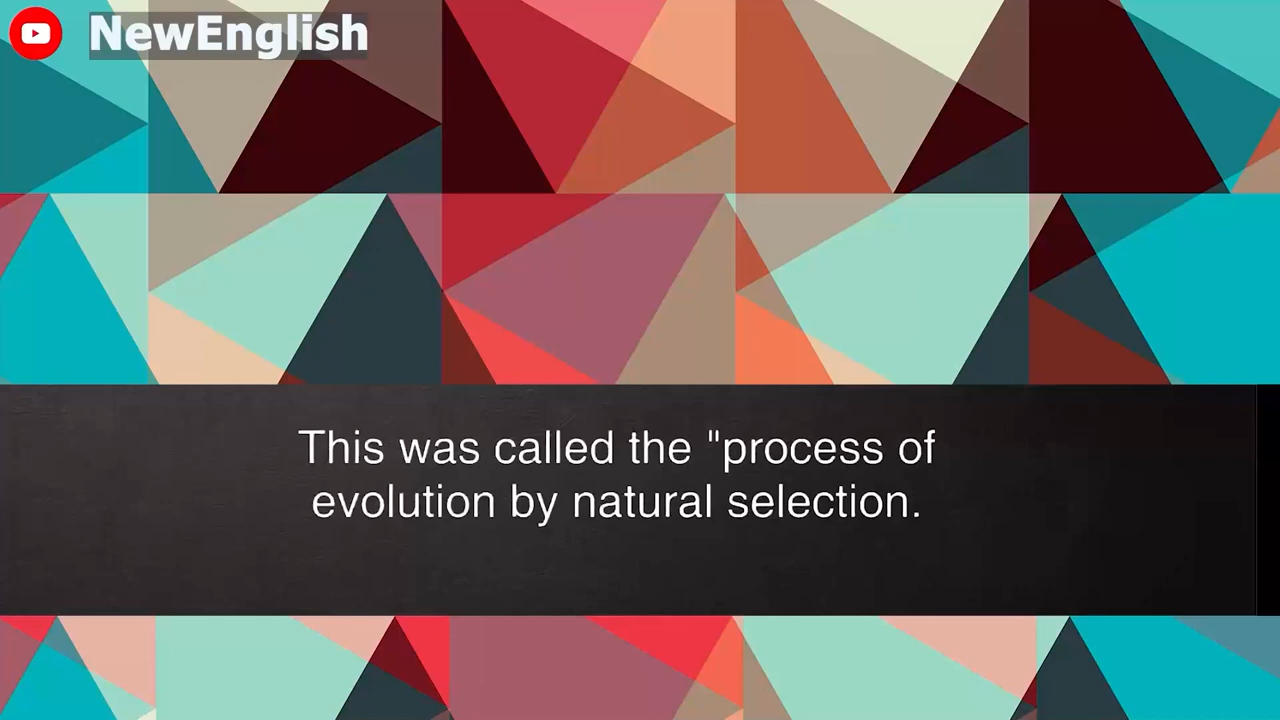 NewEnglish
This was called the "process of
evolution by natural selection.